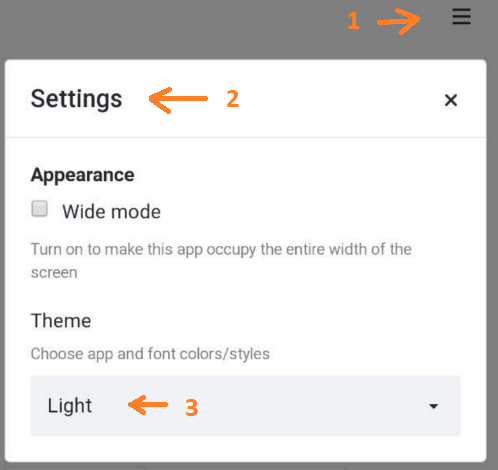 1
Settings
2
Appearance
Wide mode
Turn on to make this app occupy the entire width of the
screen
Theme
Choose app and font colors/styles
Light
3